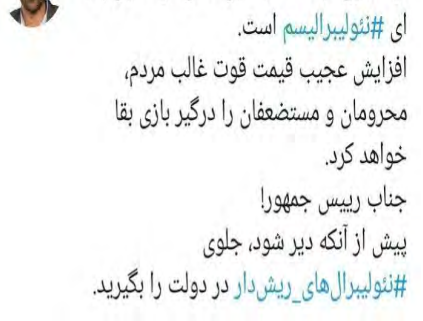 ای #نئولیبرالیسم است.
افزایش عجیب قیمت قوت غالب مردم،
محرومان و مستضعفان را درگیر بازی بقا
خواهد کرد.
جناب رییس جمهور!
پیش از آنکه دیر شود، جلوی
#نئولیبرال‌های_ریش‌دار در دولت را بگیرید.